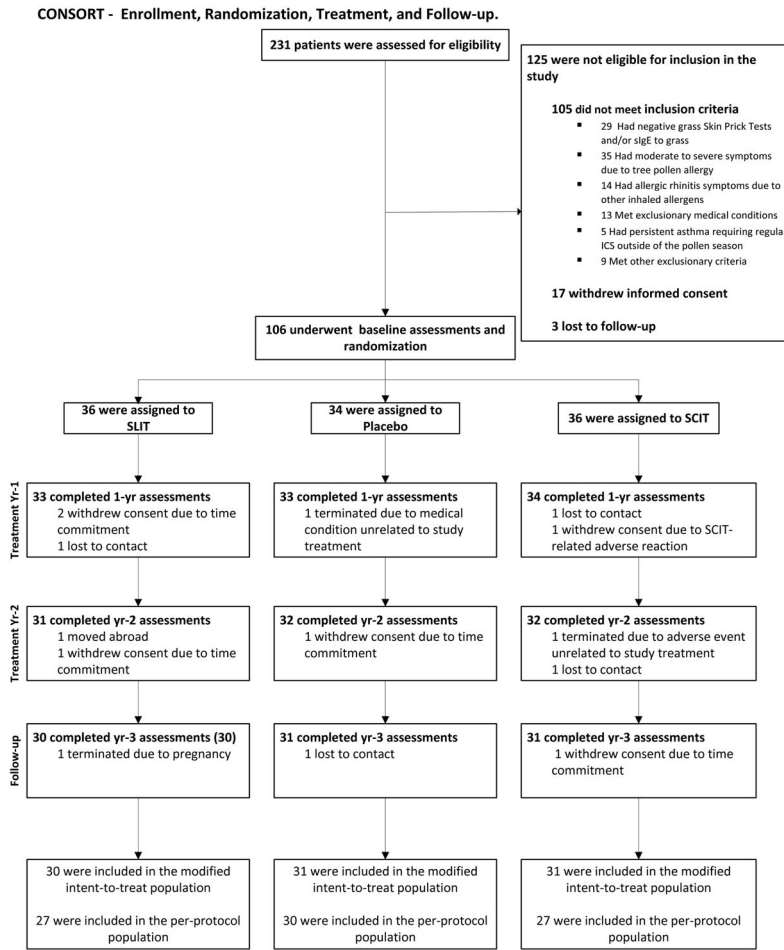 CONSORT - Enrollment, Randomization, Treatment, and Follow-up.
231 patients were assessed for eligibility
125 were not eligible for inclusion in the
study
105 did not meet inclusion criteria
▪ 29 Had negative grass Skin Prick Tests
and/or sIgE to grass
▪ 35 Had moderate to severe symptoms
due to tree pollen allergy
▪ 14 Had allergic rhinitis symptoms due to
other inhaled allergens
▪ 13 Met exclusionary medical conditions
▪ 5 Had persistent asthma requiring regula
ICS outside of the pollen season
▪ 9 Met other exclusionary criteria
17 withdrew informed consent
3 lost to follow-up
106 underwent baseline assessments and
randomization
36 were assigned to
SLIT
34 were assigned to
Placebo
36 were assigned to SCIT
Treatment Yr-1
33 completed 1-yr assessments
2 withdrew consent due to time
commitment
1 lost to contact
33 completed 1-yr assessments
1 terminated due to medical
condition unrelated to study
treatment
34 completed 1-yr assessments
1 lost to contact
1 withdrew consent due to SCIT-
related adverse reaction
Treatment Yr-2
31 completed yr-2 assessments
1 moved abroad
1 withdrew consent due to time
commitment
32 completed yr-2 assessments
1 withdrew consent due to time
commitment
32 completed yr-2 assessments
1 terminated due to adverse event
unrelated to study treatment
1 lost to contact
Follow-up
30 completed yr-3 assessments (30)
1 terminated due to pregnancy
31 completed yr-3 assessments
1 lost to contact
31 completed yr-3 assessments
1 withdrew consent due to time
commitment
30 were included in the modified
intent-to-treat population
27 were included in the per-protocol
population
31 were included in the modified
intent-to-treat population
30 were included in the per-protocol
population
31 were included in the modified
intent-to-treat population
27 were included in the per-protocol
population